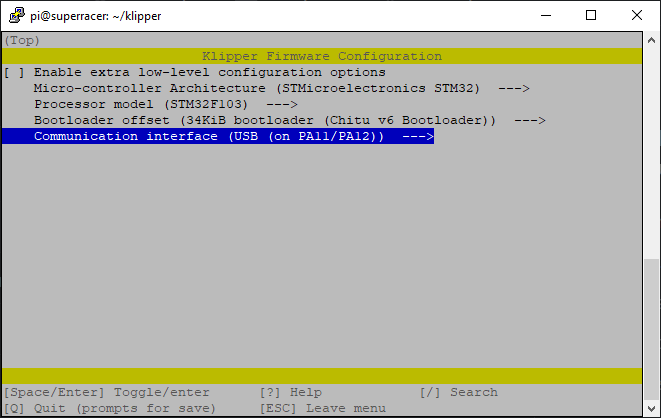 pi@superracer: ~/klipper
(Top)
Klipper Firmware Configuration
[ ] Enable extra low-level configuration options
Micro-controller Architecture (STMicroelectronics STM32)  --->
Processor model (STM32F103)  --->
Bootloader offset (34KiB bootloader (Chitu v6 Bootloader))  --->
Communication interface (USB (on PA11/PA12))  --->
[Space/Enter] Toggle/enter [?] Help [/] Search
[Q] Quit (prompts for save) [ESC] Leave menu